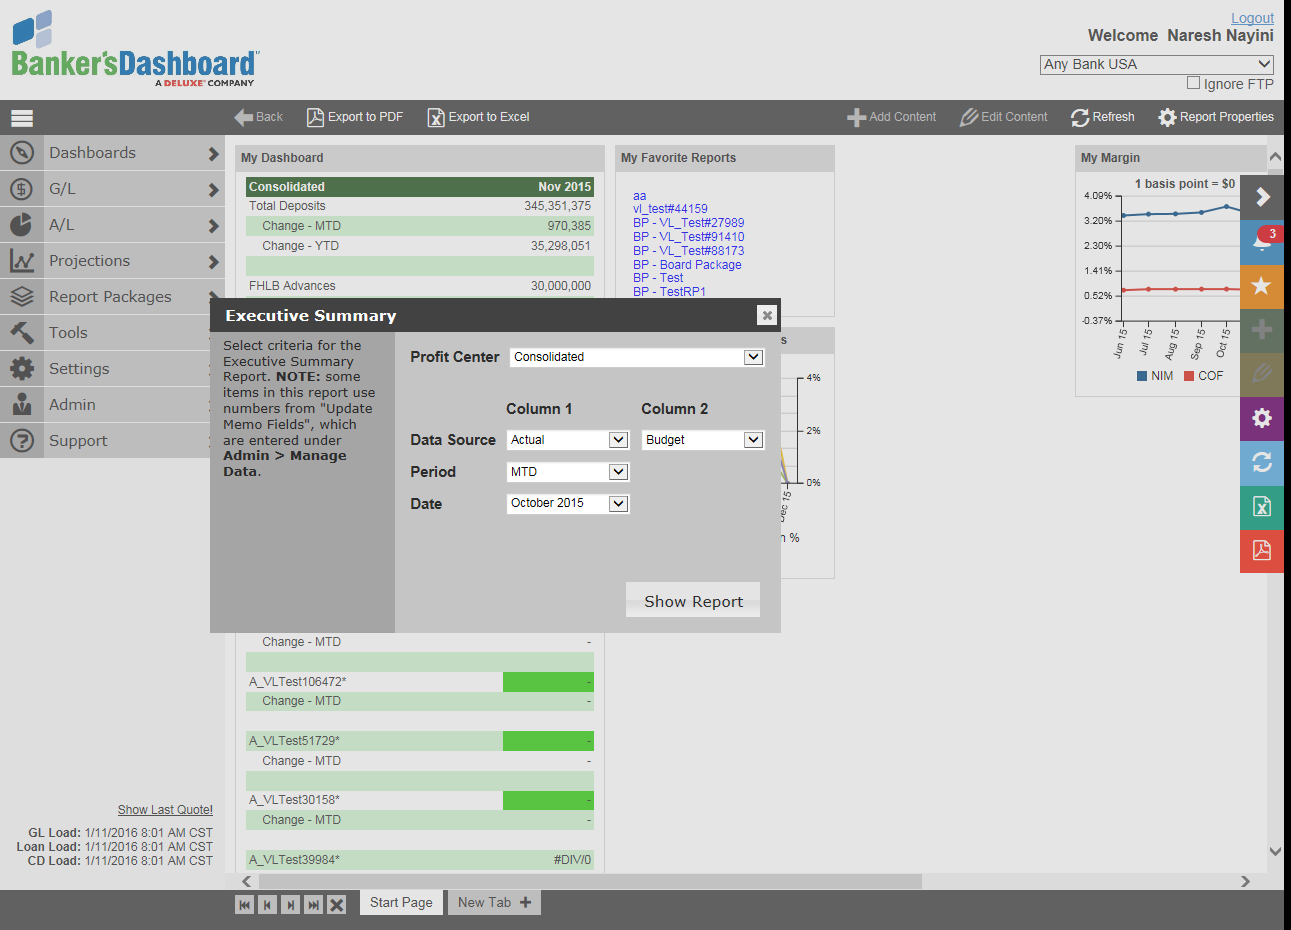 Logout
Welcome Naresh Nayini
Banker'sDashboard
A DELUXE COMPANY
Any Bank USA
Ignore FTP
Back Export to PDF Export to Excel Add Content Edit Content Refresh Report Properties
Dashboards
G/L
A/L
Projections
Report Packages
Tools
Settings
Admin
Support
My Dashboard
Consolidated Nov 2015
Total Deposits 345,351,375
Change - MTD 970,385
Change - YTD 35,298,051
FHLB Advances 30,000,000
My Favorite Reports
aa
vl_test#44159
BP - VL_Test#27989
BP - VL_Test#91410
BP - VL_Test#88173
BP - Board Package
BP - Test
BP - TestRP1
My Margin
1 basis point = $0
4.09%
3.20%
2.30%
1.41%
0.52%
-0.37%
Jun 15 Jul 15 Aug 15 Sep 15 Oct 15
NIM COF
3
Executive Summary
Select criteria for the
Executive Summary
Report. NOTE: some
items in this report use
numbers from "Update
Memo Fields", which
are entered under
Admin > Manage
Data.
Profit Center Consolidated
Column 1 Column 2
Data Source Actual Budget
Period MTD
Date October 2015
Show Report
s
4%
2%
0%
Dec 15
n %
Change - MTD -
A_VLTest106472* -
Change - MTD -
A_VLTest51729* -
Change - MTD -
A_VLTest30158* -
Change - MTD -
A_VLTest39984* #DIV/0
Show Last Quote!
GL Load: 1/11/2016 8:01 AM CST
Loan Load: 1/11/2016 8:01 AM CST
CD Load: 1/11/2016 8:01 AM CST
Start Page New Tab